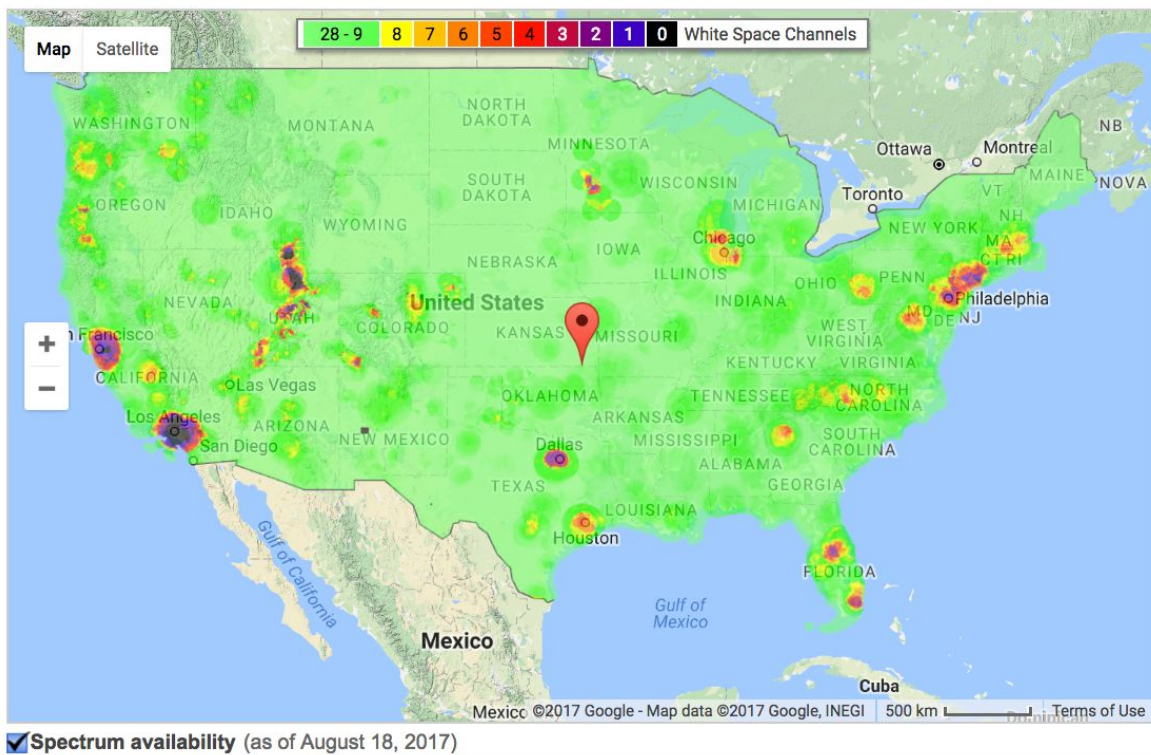 28 - 9 8 7 6 5 4 3 2 1 0 White Space Channels
Map Satellite
NORTH
DAKOTA
WASHINGTON
MONTANA
MINNESOTA
NB
Ottawa
Montreal
MAINE
NOVA
SOUTH
DAKOTA
WISCONSIN
VT
Toronto
OREGON
IDAHO
WYOMING
MICHIGAN
NH
NEW YORK
MA
CT RI
Chicago
IOWA
NEBRASKA
ILLINOIS
OHIO
PENN
NEVADA
United States
INDIANA
Philadelphia
UTAH
COLORADO
MD
DE NJ
+
n Francisco
KANSAS
MISSOURI
WEST
VIRGINIA
KENTUCKY
VIRGINIA
−
CALIFORNIA
Las Vegas
OKLAHOMA
TENNESSEE
NORTH
CAROLINA
Los Angeles
ARIZONA
NEW MEXICO
ARKANSAS
San Diego
Dallas
MISSISSIPPI
SOUTH
CAROLINA
ALABAMA
TEXAS
GEORGIA
LOUISIANA
Houston
Gulf of
California
FLORIDA
Gulf of
Mexico
Mexico
Cuba
Mexico
©2017 Google - Map data ©2017 Google, INEGI 500 km Terms of Use
Spectrum availability (as of August 18, 2017)